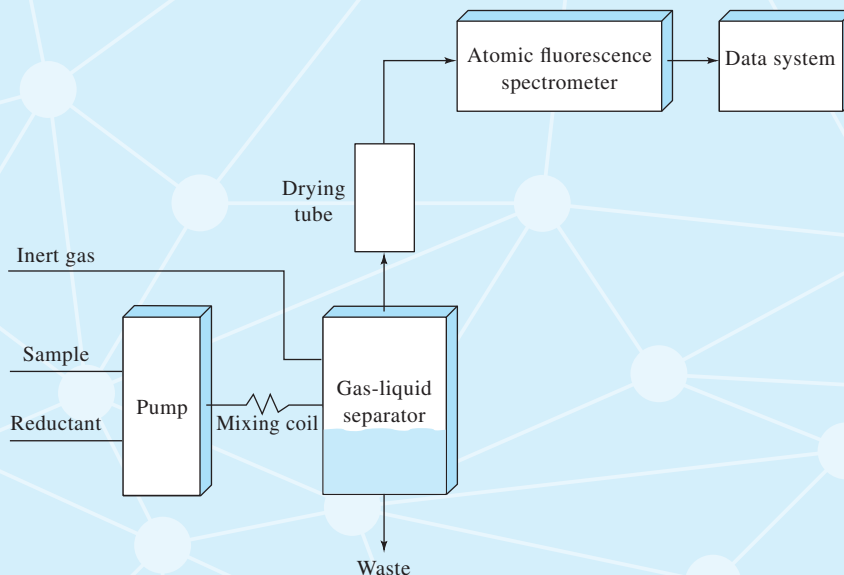 Atomic fluorescence
spectrometer
Data system
Drying
tube
Inert gas
Sample
Reductant
Pump
Mixing coil
Gas-liquid
separator
Waste